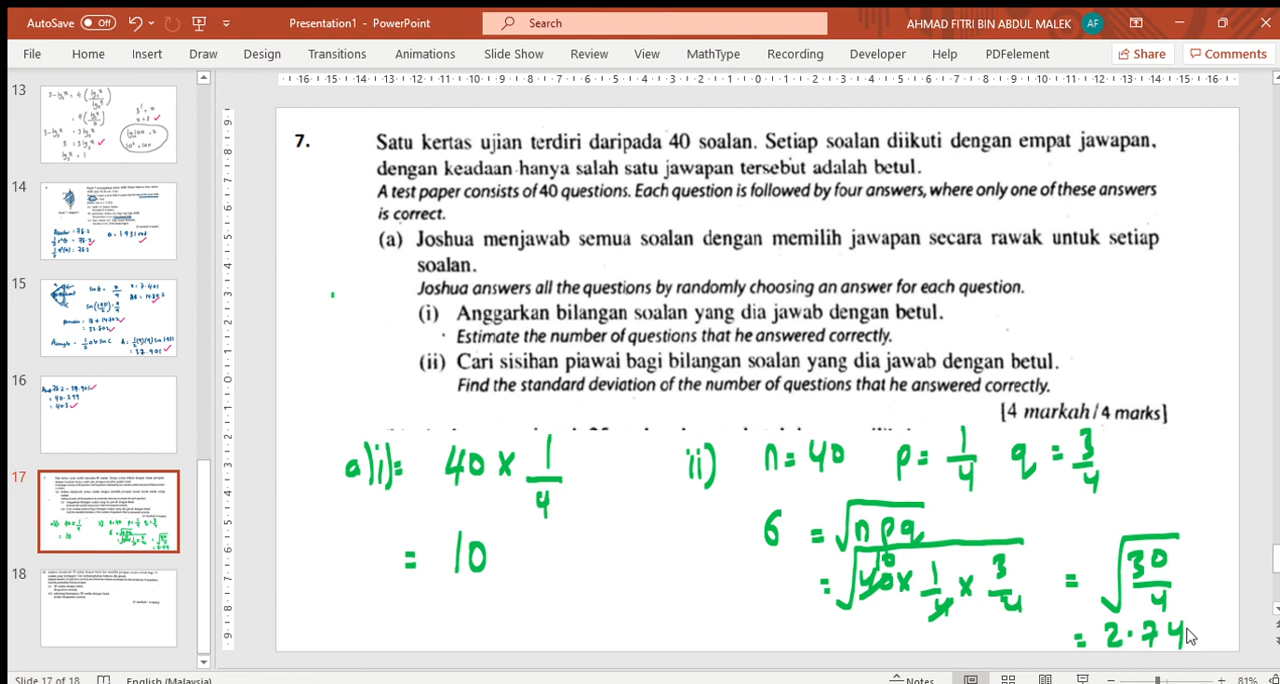 AutoSave Off Presentation1 - PowerPoint Search AHMAD FITRI BIN ABDUL MALEK AF
File Home Insert Draw Design Transitions Animations Slide Show Review View MathType Recording Developer Help PDFelement Share Comments
13
14
15
16
17
18
7. Satu kertas ujian terdiri daripada 40 soalan. Setiap soalan diikuti dengan empat jawapan,
dengan keadaan hanya salah satu jawapan tersebut adalah betul.
A test paper consists of 40 questions. Each question is followed by four answers, where only one of these answers
is correct.
(a) Joshua menjawab semua soalan dengan memilih jawapan secara rawak untuk setiap
soalan.
Joshua answers all the questions by randomly choosing an answer for each question.
(i) Anggarkan bilangan soalan yang dia jawab dengan betul.
Estimate the number of questions that he answered correctly.
(ii) Cari sisihan piawai bagi bilangan soalan yang dia jawab dengan betul.
Find the standard deviation of the number of questions that he answered correctly.
[4 markah/4 marks]
a)i) = 40 × 1/4
= 10
ii) n = 40 p = 1/4 q = 3/4
6 = √npq
= √40 × 1/4 × 3/4 = √30/4
= 2.74
Slide 17 of 18 English (Malaysia) Notes 81%